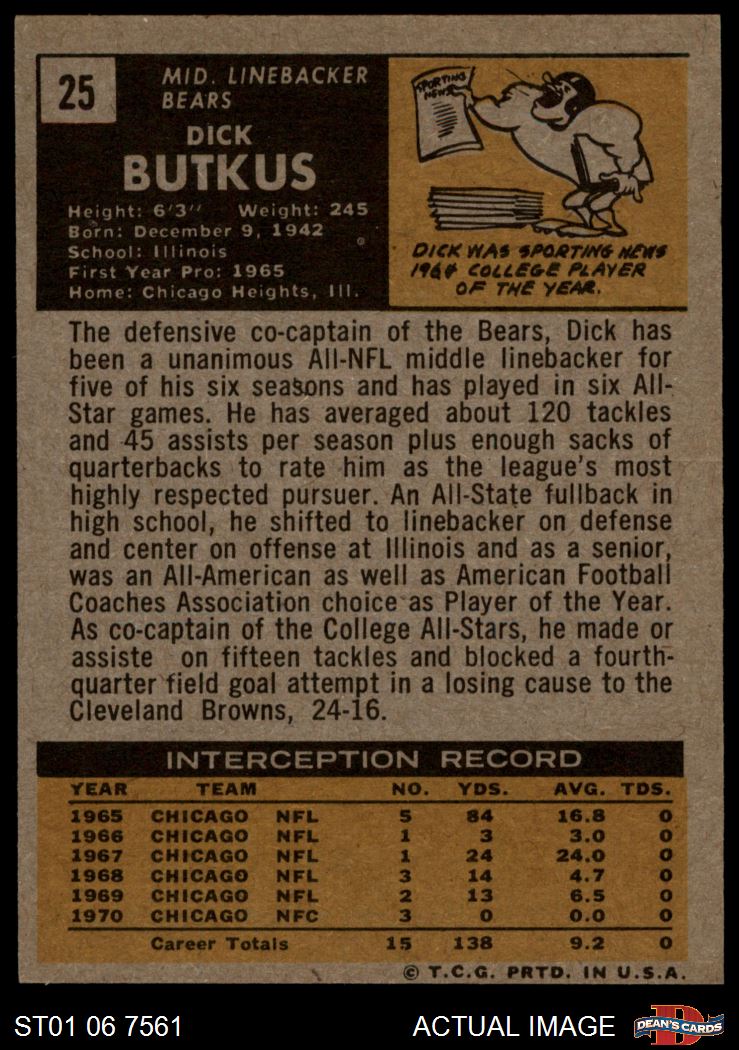 25
MID. LINEBACKER
BEARS
DICK
BUTKUS
Height: 6'3" Weight: 245
Born: December 9, 1942
School: Illinois
First Year Pro: 1965
Home: Chicago Heights, Ill.
SPORTING
NEWS
DICK WAS SPORTING NEWS
1964 COLLEGE PLAYER
OF THE YEAR.
The defensive co-captain of the Bears, Dick has
been a unanimous All-NFL middle linebacker for
five of his six seasons and has played in six All-
Star games. He has averaged about 120 tackles
and 45 assists per season plus enough sacks of
quarterbacks to rate him as the league's most
highly respected pursuer. An All-State fullback in
high school, he shifted to linebacker on defense
and center on offense at Illinois and as a senior,
was an All-American as well as American Football
Coaches Association choice as Player of the Year.
As co-captain of the College All-Stars, he made or
assiste on fifteen tackles and blocked a fourth-
quarter field goal attempt in a losing cause to the
Cleveland Browns, 24-16.
INTERCEPTION RECORD
YEAR TEAM NO. YDS. AVG. TDS.
1965 CHICAGO NFL 5 84 16.8 0
1966 CHICAGO NFL 1 3 3.0 0
1967 CHICAGO NFL 1 24 24.0 0
1968 CHICAGO NFL 3 14 4.7 0
1969 CHICAGO NFL 2 13 6.5 0
1970 CHICAGO NFC 3 0 0.0 0
Career Totals 15 138 9.2 0
© T.C.G. PRTD. IN U.S.A.
ST01 06 7561 ACTUAL IMAGE DEAN'S CARDS